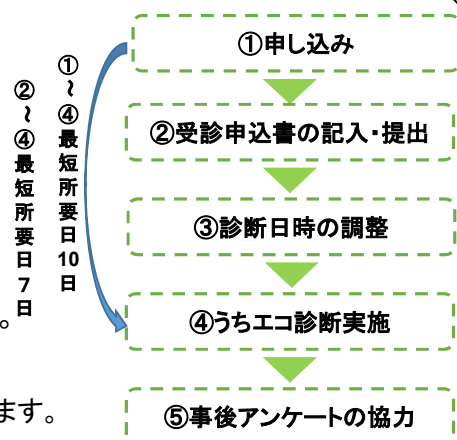 ①申し込み
②受診申込書の記入・提出
③診断日時の調整
④うちエコ診断実施
⑤事後アンケートの協力
①～④最短所要日10日
②～④最短所要日7日
。
ます。